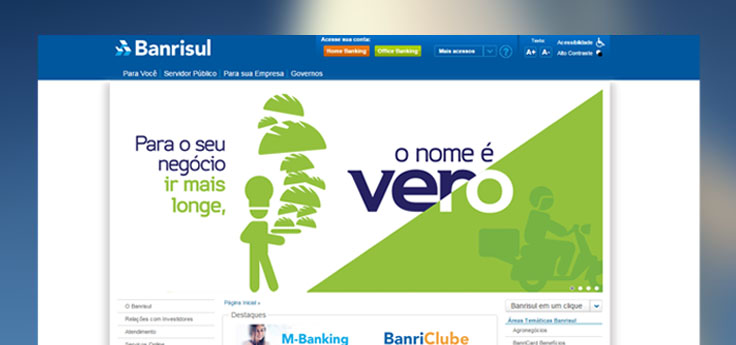 Banrisul
Acesse sua conta:
Home Banking
Office Banking
Mais acessos
?
Texto:
A+ A-
Acessibilidade
Alto Contraste
Para Você
Servidor Público
Para sua Empresa
Governos
Para o seu
negócio
ir mais
longe,
o nome é
vero
O Banrisul
Relações com Investidores
Atendimento
Serviços Online
Página Inicial »
Destaques
M-Banking
BanriClube
Banrisul em um clique
Áreas Temáticas Banrisul
Agronegócios
BanriCard Benefícios